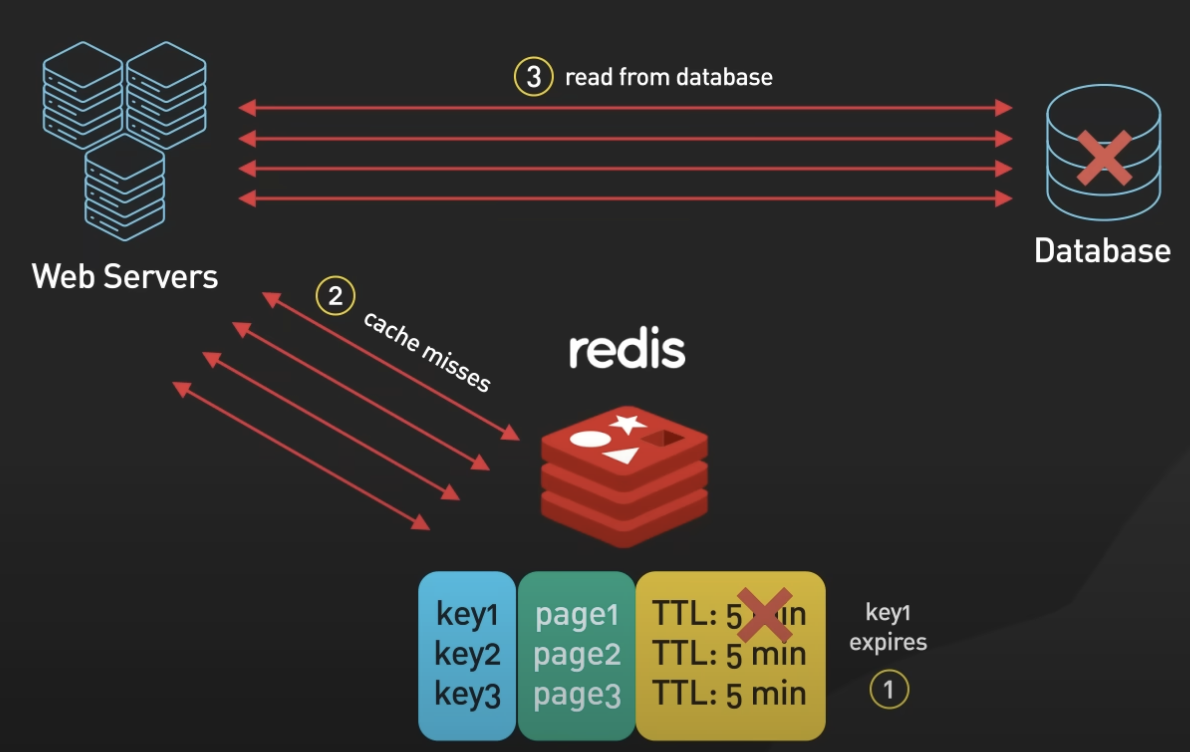 3 read from database
Database
Web Servers
2 cache misses
redis
key1 page1 TTL: 5 min
key2 page2 TTL: 5 min
key3 page3 TTL: 5 min
key1
expires
1